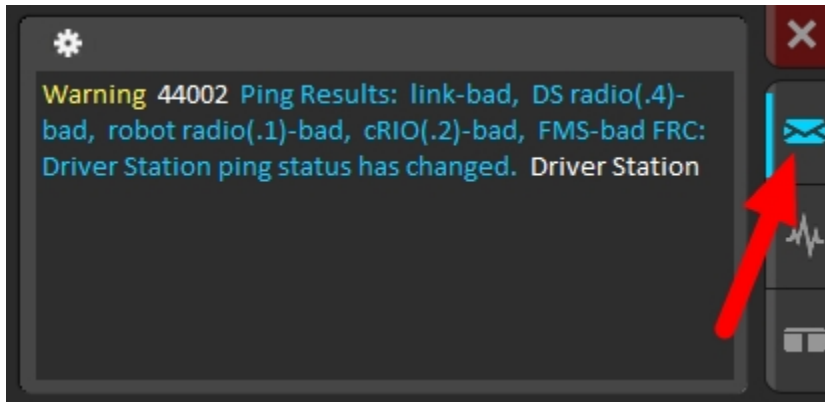 Warning 44002 Ping Results: link-bad, DS radio(.4)-
bad, robot radio(.1)-bad, cRIO(.2)-bad, FMS-bad FRC:
Driver Station ping status has changed. Driver Station